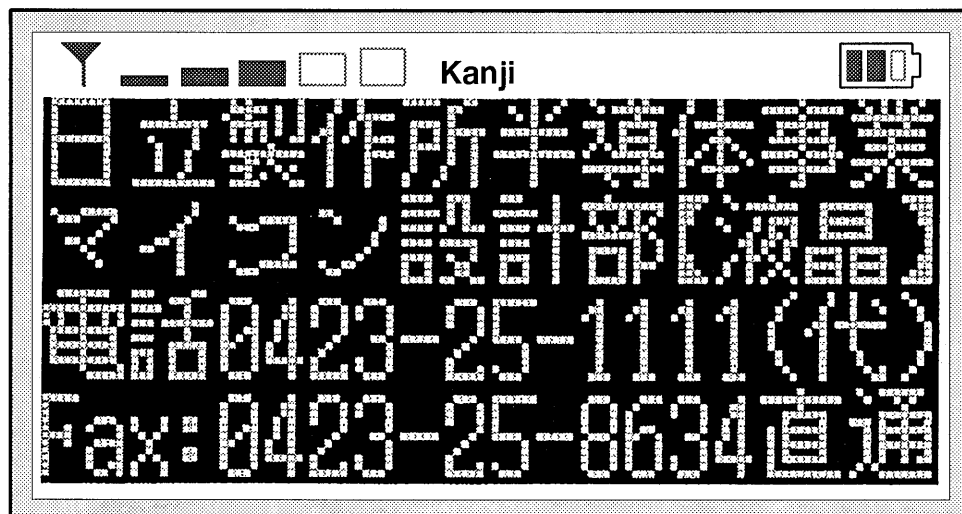 Kanji
日立製作所半導体事業
マイコン設計部【液晶】
電話0423-25-1111(代)
Fax:0423-25-8634直通